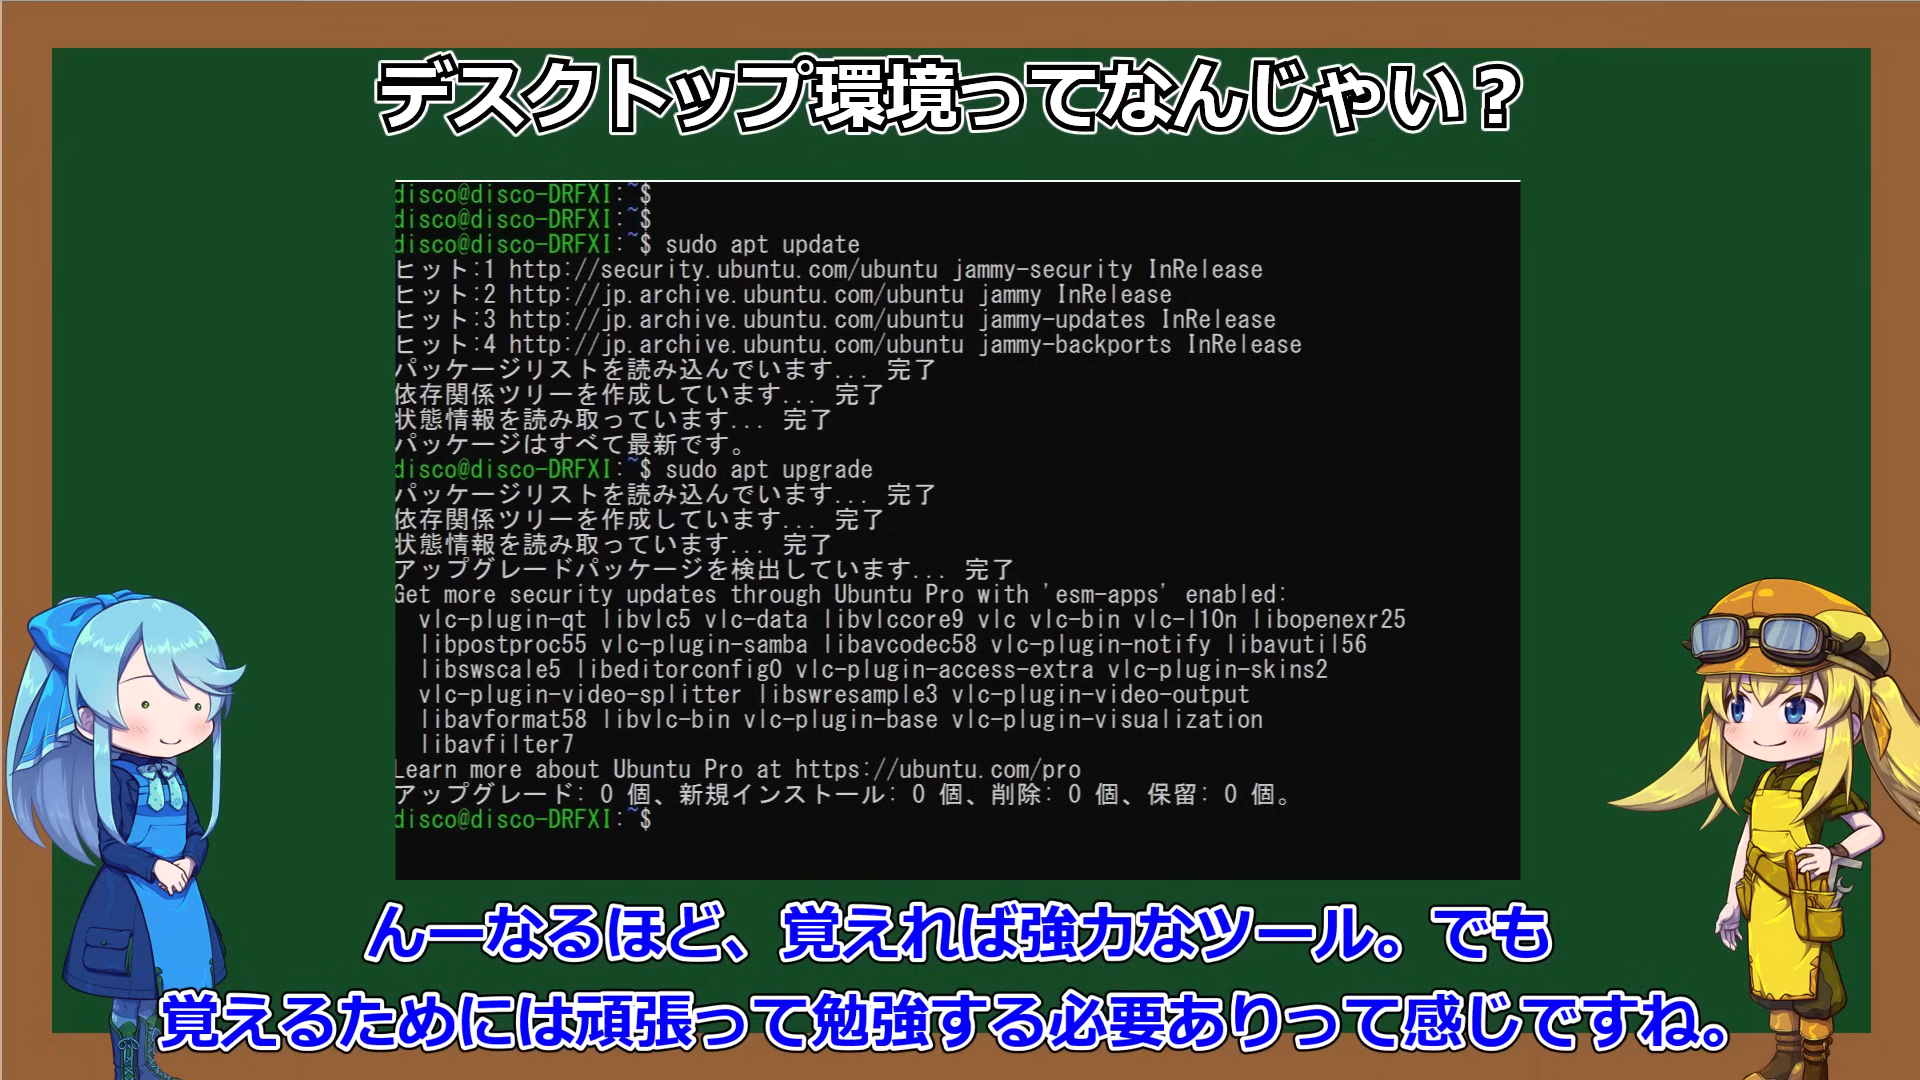 デスクトップ環境ってなんじゃい？
disco@disco-DRFXI:~$
disco@disco-DRFXI:~$
disco@disco-DRFXI:~$ sudo apt update
ヒット:1 http://security.ubuntu.com/ubuntu jammy-security InRelease
ヒット:2 http://jp.archive.ubuntu.com/ubuntu jammy InRelease
ヒット:3 http://jp.archive.ubuntu.com/ubuntu jammy-updates InRelease
ヒット:4 http://jp.archive.ubuntu.com/ubuntu jammy-backports InRelease
パッケージリストを読み込んでいます... 完了
依存関係ツリーを作成しています... 完了
状態情報を読み取っています... 完了
パッケージはすべて最新です。
disco@disco-DRFXI:~$ sudo apt upgrade
パッケージリストを読み込んでいます... 完了
依存関係ツリーを作成しています... 完了
状態情報を読み取っています... 完了
アップグレードパッケージを検出しています... 完了
Get more security updates through Ubuntu Pro with 'esm-apps' enabled:
vlc-plugin-qt libvlc5 vlc-data libvlccore9 vlc vlc-bin vlc-l10n libopenexr25
libpostproc55 vlc-plugin-samba libavcodec58 vlc-plugin-notify libavutil56
libswscale5 libeditorconfig0 vlc-plugin-access-extra vlc-plugin-skins2
vlc-plugin-video-splitter libswresample3 vlc-plugin-video-output
libavformat58 libvlc-bin vlc-plugin-base vlc-plugin-visualization
libavfilter7
Learn more about Ubuntu Pro at https://ubuntu.com/pro
アップグレード: 0 個、新規インストール: 0 個、削除: 0 個、保留: 0 個。
disco@disco-DRFXI:~$
んーなるほど、覚えれば強力なツール。でも
覚えるためには頑張って勉強する必要ありって感じですね。